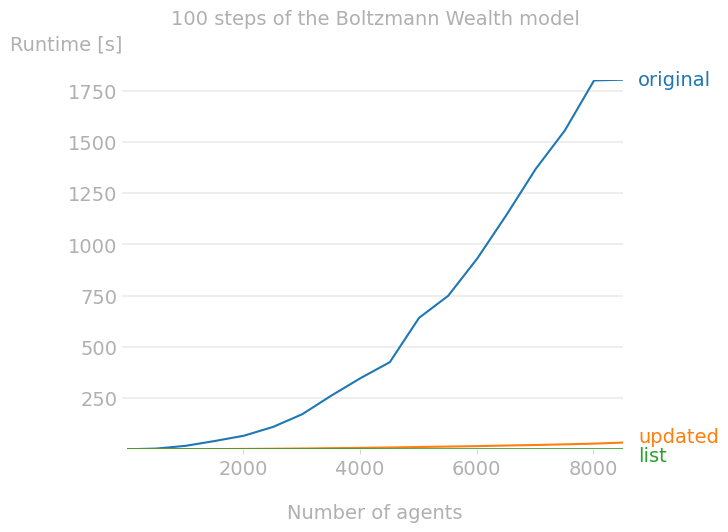 100 steps of the Boltzmann Wealth model
Runtime [s]
1750
1500
1250
1000
750
500
250
original
updated
list
2000 4000 6000 8000
Number of agents